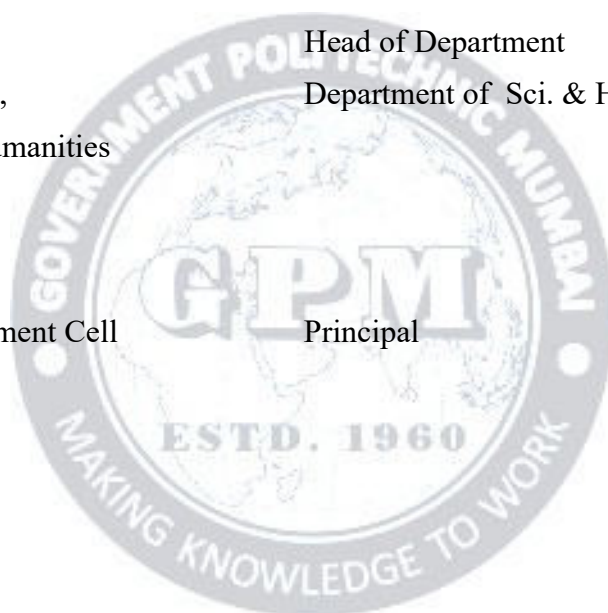 Head of Department
, Department of Sci. & H
manities
ment Cell Principal
GOVERNMENT POLITECHNIC MUMBAI
GPM
ESTD. 1960
MAKING KNOWLEDGE TO WORK